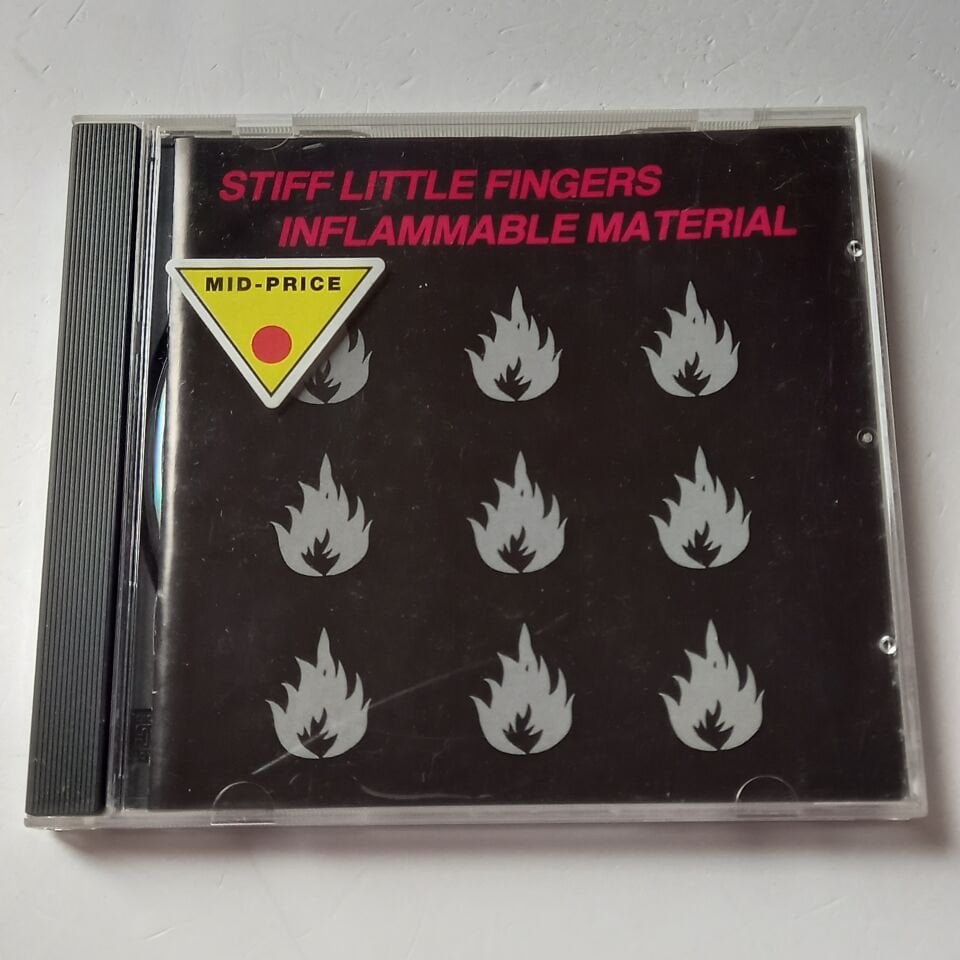 STIFF LITTLE FINGERS
INFLAMMABLE MATERIAL
MID-PRICE